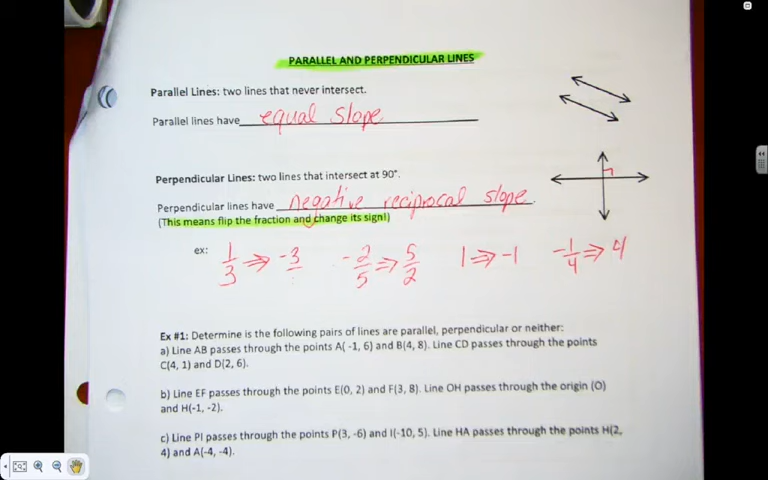 PARALLEL AND PERPENDICULAR LINES
Parallel Lines: two lines that never intersect.
Parallel lines have equal slope
Perpendicular Lines: two lines that intersect at 90°.
Perpendicular lines have negative reciprocal slope.
(This means flip the fraction and change its sign!)
ex: 1/3 ⇒ -3 -2/5 ⇒ 5/2 1 ⇒ -1 -1/4 ⇒ 4
Ex #1: Determine is the following pairs of lines are parallel, perpendicular or neither:
a) Line AB passes through the points A( -1, 6) and B(4, 8). Line CD passes through the points
C(4, 1) and D(2, 6).
b) Line EF passes through the points E(0, 2) and F(3, 8). Line OH passes through the origin (O)
and H(-1, -2).
c) Line PI passes through the points P(3, -6) and I(-10, 5). Line HA passes through the points H(2,
4) and A(-4, -4).